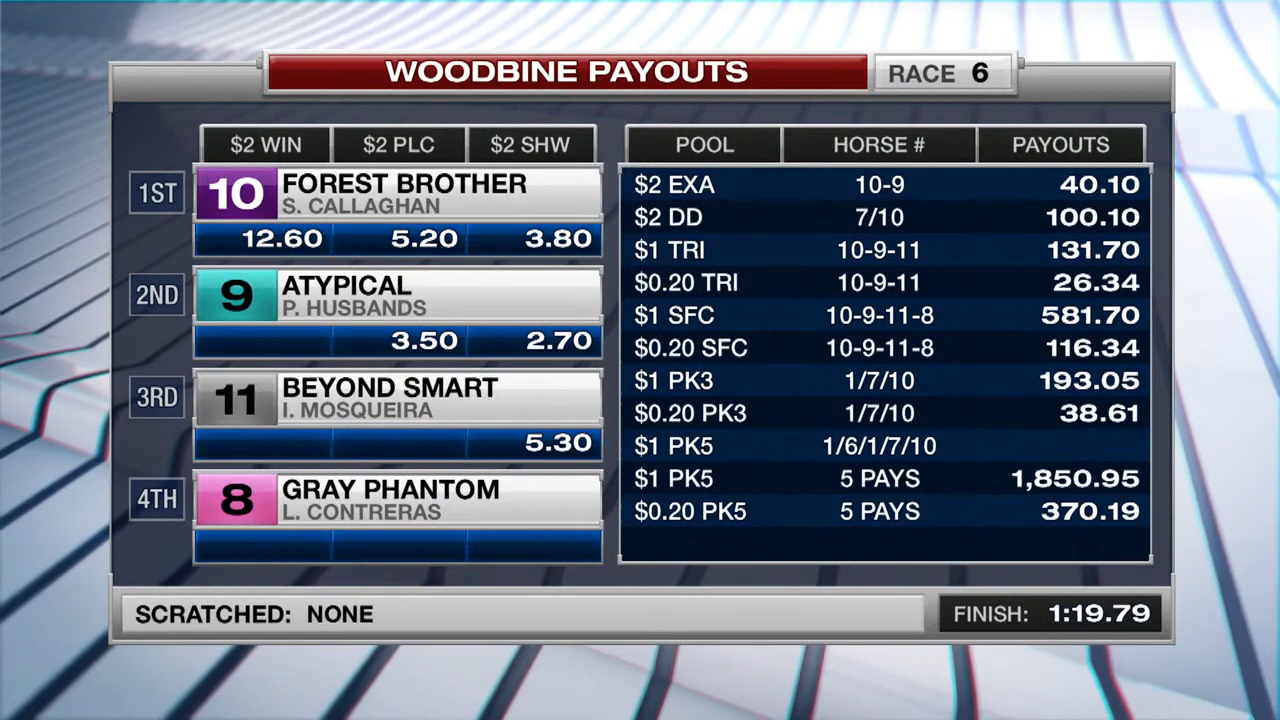 WOODBINE PAYOUTS RACE 6
$2 WIN $2 PLC $2 SHW
1ST 10 FOREST BROTHER
S. CALLAGHAN
12.60 5.20 3.80
2ND 9 ATYPICAL
P. HUSBANDS
3.50 2.70
3RD 11 BEYOND SMART
I. MOSQUEIRA
5.30
4TH 8 GRAY PHANTOM
L. CONTRERAS
POOL HORSE # PAYOUTS
$2 EXA 10-9 40.10
$2 DD 7/10 100.10
$1 TRI 10-9-11 131.70
$0.20 TRI 10-9-11 26.34
$1 SFC 10-9-11-8 581.70
$0.20 SFC 10-9-11-8 116.34
$1 PK3 1/7/10 193.05
$0.20 PK3 1/7/10 38.61
$1 PK5 1/6/1/7/10
$1 PK5 5 PAYS 1,850.95
$0.20 PK5 5 PAYS 370.19
SCRATCHED: NONE
FINISH: 1:19.79